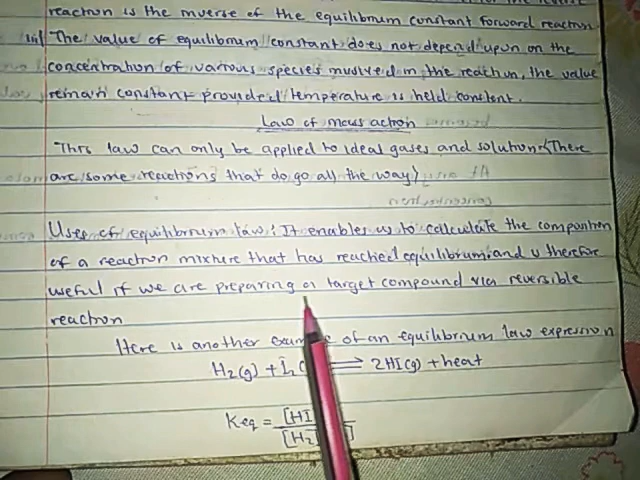 reaction is the inverse of the equilibrium constant forward reaction
iii) The value of equilibrium constant does not depend upon on the
concentration of various species involved in the reaction, the value
remain constant provided temperature is held constent.
Law of mass action
This law can only be applied to ideal gases and solution (There
are some reactions that do go all the way)
Uses of equilibrium law: It enables us to calculate the composition
of a reaction mixture that has reached equilibrium and is therefore
useful if we are preparing a target compound via reversible
reaction
Here is another example of an equilibrium law expression
H2(g) + I2( ⇌ 2HI(g) + heat
Keq = [HI
[H2] ]